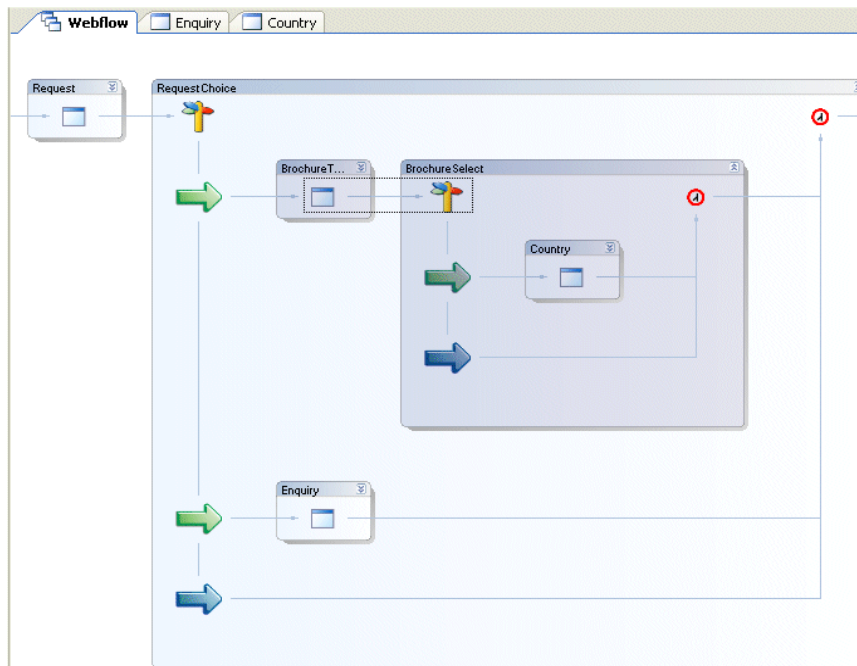 Webflow Enquiry Country
Request
RequestChoice
BrochureT...
BrochureSelect
Country
Enquiry